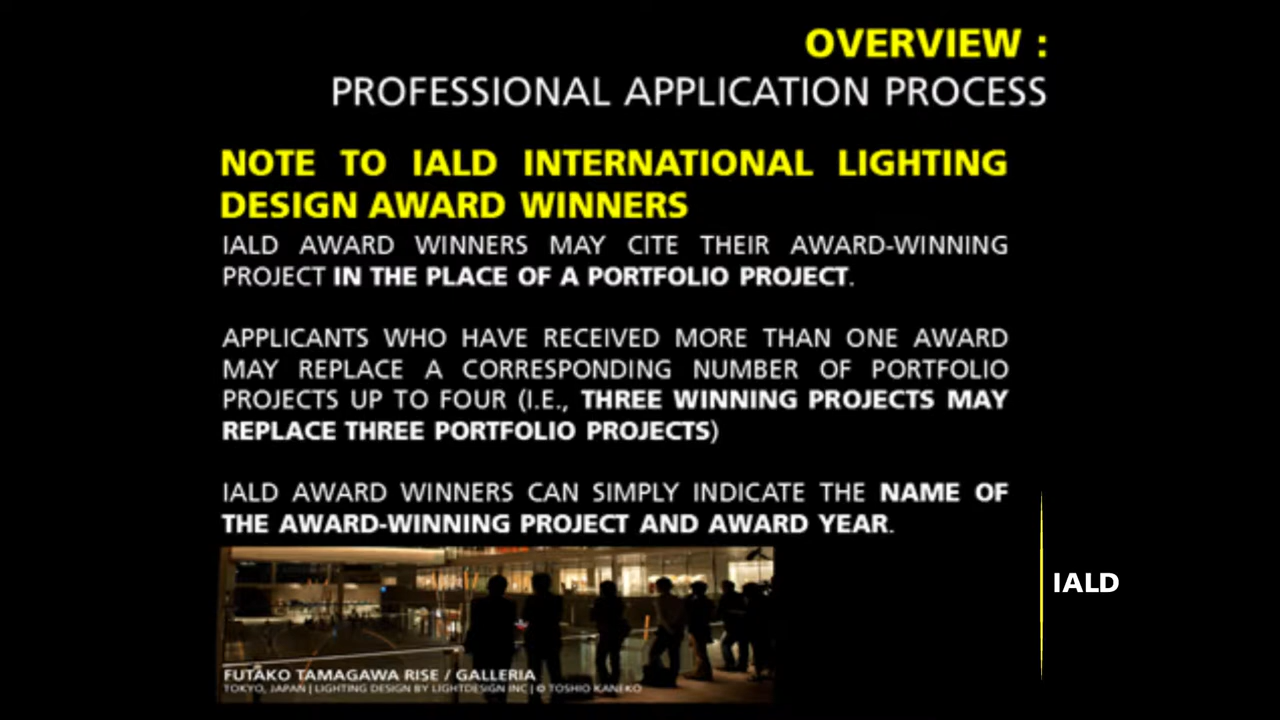 OVERVIEW :
PROFESSIONAL APPLICATION PROCESS
NOTE TO IALD INTERNATIONAL LIGHTING
DESIGN AWARD WINNERS
IALD AWARD WINNERS MAY CITE THEIR AWARD-WINNING
PROJECT IN THE PLACE OF A PORTFOLIO PROJECT.
APPLICANTS WHO HAVE RECEIVED MORE THAN ONE AWARD
MAY REPLACE A CORRESPONDING NUMBER OF PORTFOLIO
PROJECTS UP TO FOUR (I.E., THREE WINNING PROJECTS MAY
REPLACE THREE PORTFOLIO PROJECTS)
IALD AWARD WINNERS CAN SIMPLY INDICATE THE NAME OF
THE AWARD-WINNING PROJECT AND AWARD YEAR.
IALD
FUTAKO TAMAGAWA RISE / GALLERIA
TOKYO, JAPAN | LIGHTING DESIGN BY LIGHTDESIGN INC | © TOSHIO KANEKO